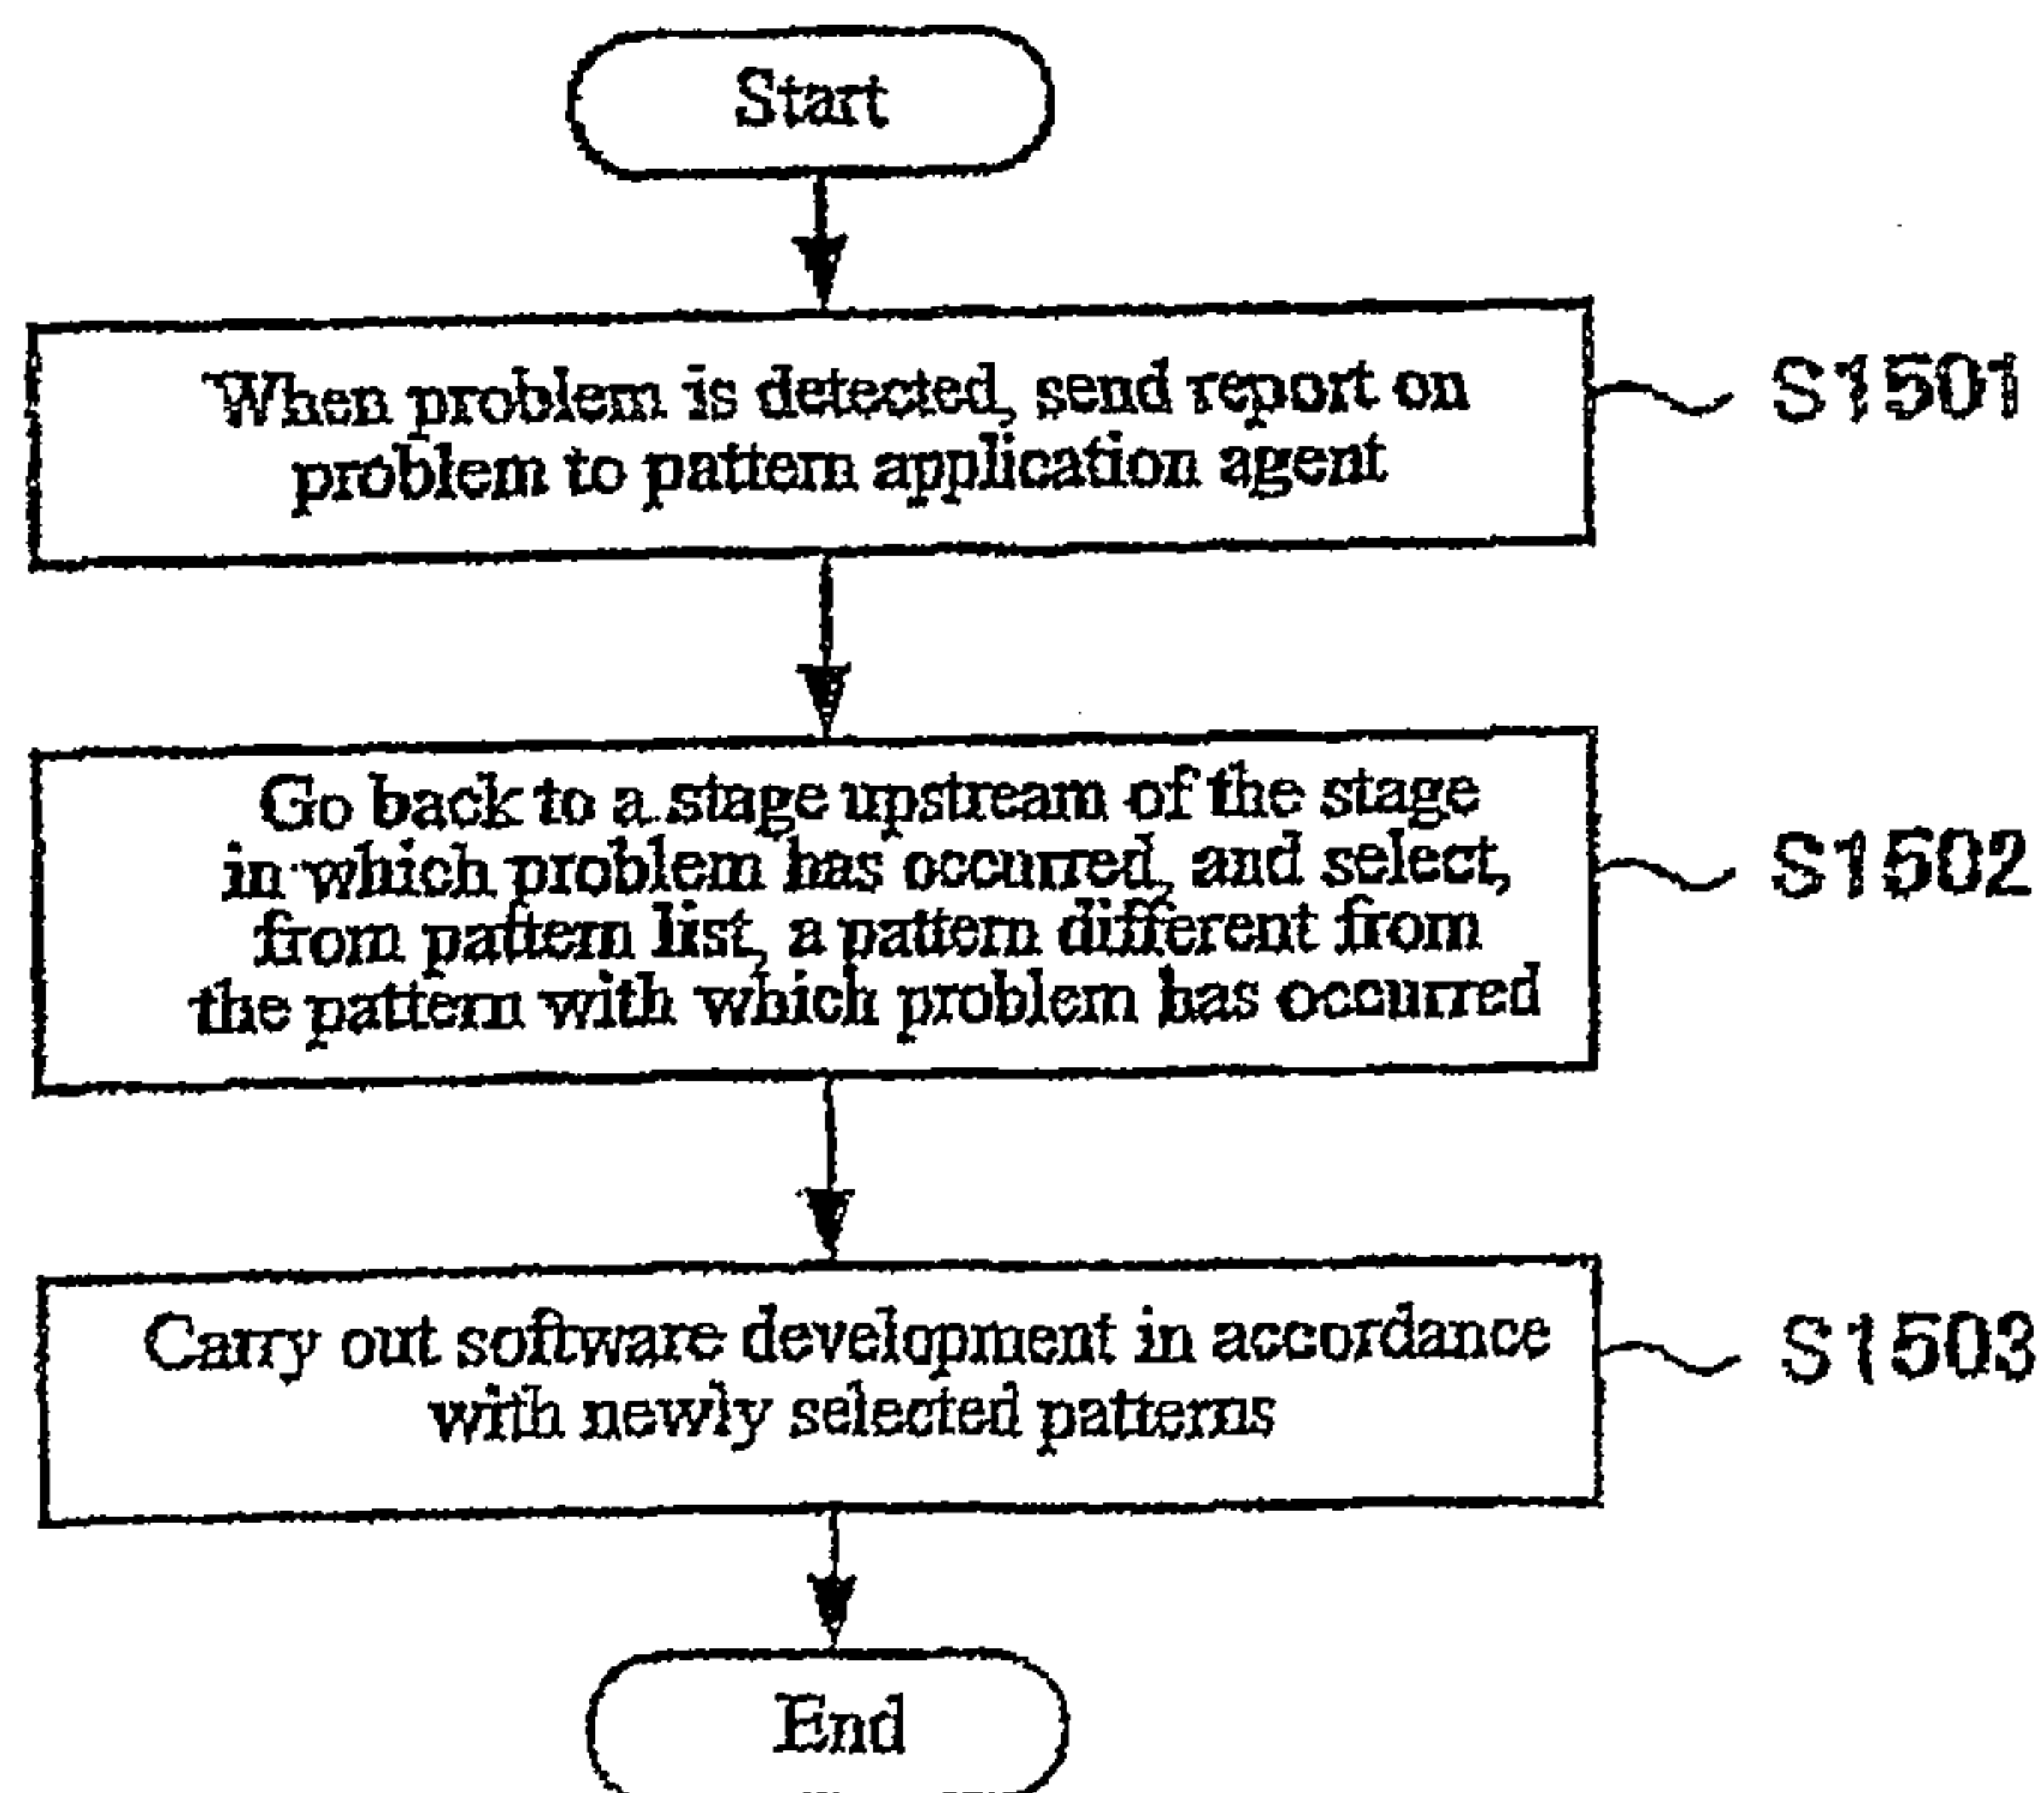 Start
When problem is detected, send report on
problem to pattern application agent
S1501
Go back to a stage upstream of the stage
in which problem has occurred, and select,
from pattern list, a pattern different from
the pattern with which problem has occurred
S1502
Carry out software development in accordance
with newly selected patterns
S1503
End